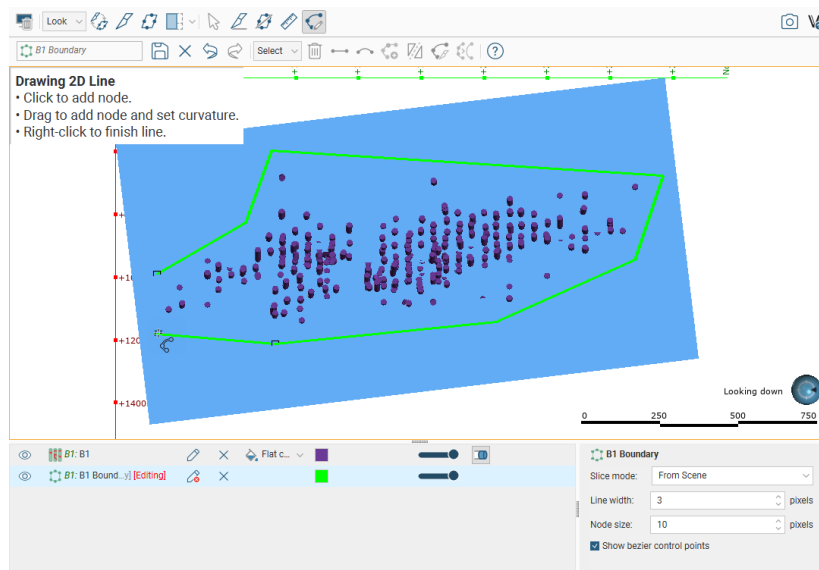 Look
B1 Boundary
Select
Drawing 2D Line
• Click to add node.
• Drag to add node and set curvature.
• Right-click to finish line.
+1400
Looking down
0 250 500 750
B1: B1
Flat c...
B1: B1 Bound...y] [Editing]
B1 Boundary
Slice mode: From Scene
Line width: 3 pixels
Node size: 10 pixels
Show bezier control points